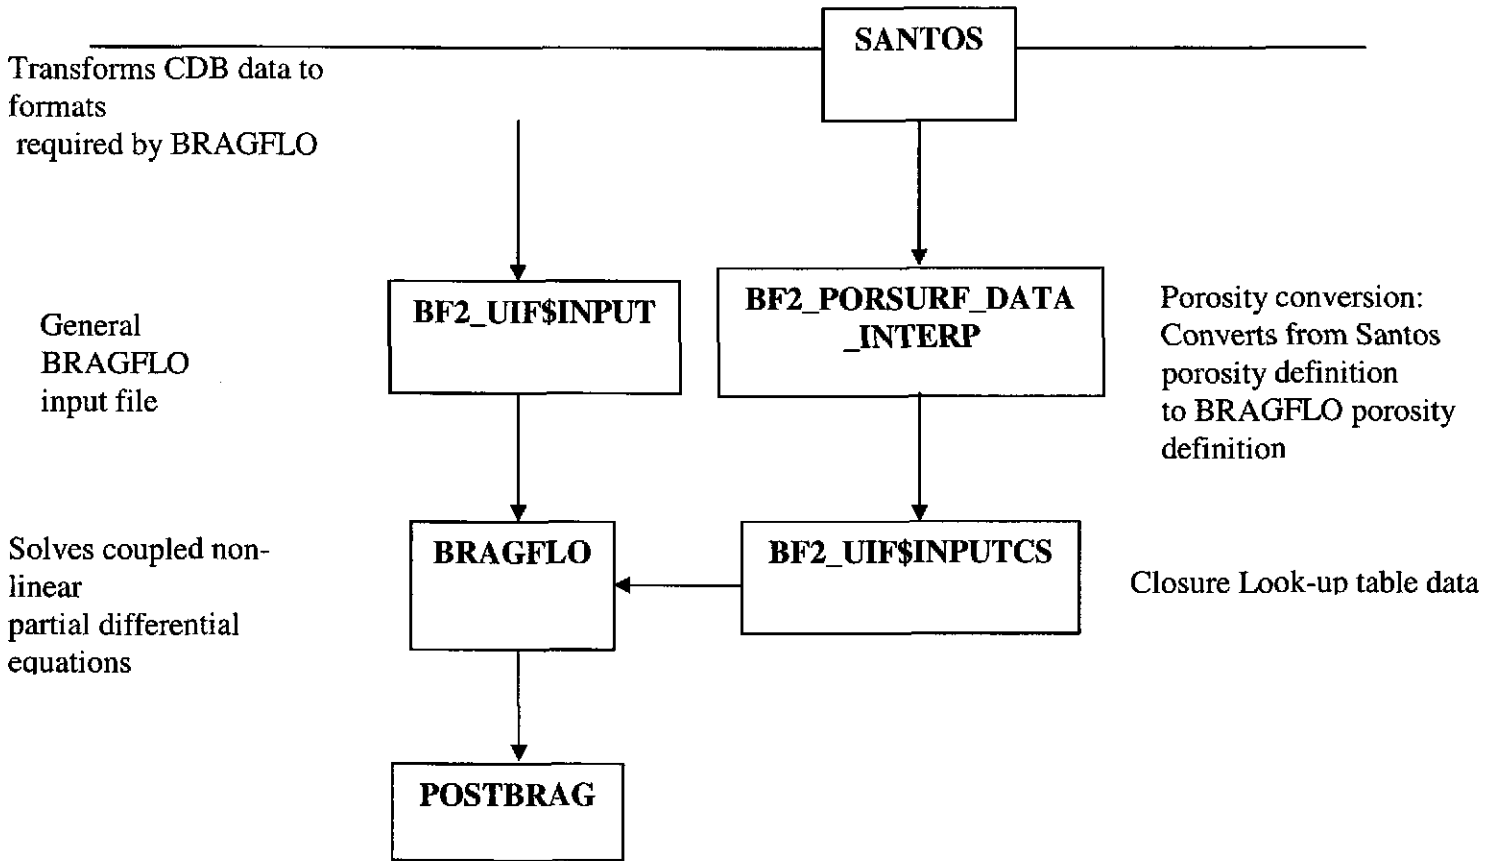 SANTOS
Transforms CDB data to
formats
required by BRAGFLO
BF2_UIF$INPUT
BF2_PORSURF_DATA
_INTERP
General
BRAGFLO
input file
Porosity conversion:
Converts from Santos
porosity definition
to BRAGFLO porosity
definition
Solves coupled non-
linear
partial differential
equations
BRAGFLO
BF2_UIF$INPUTCS
Closure Look-up table data
POSTBRAG